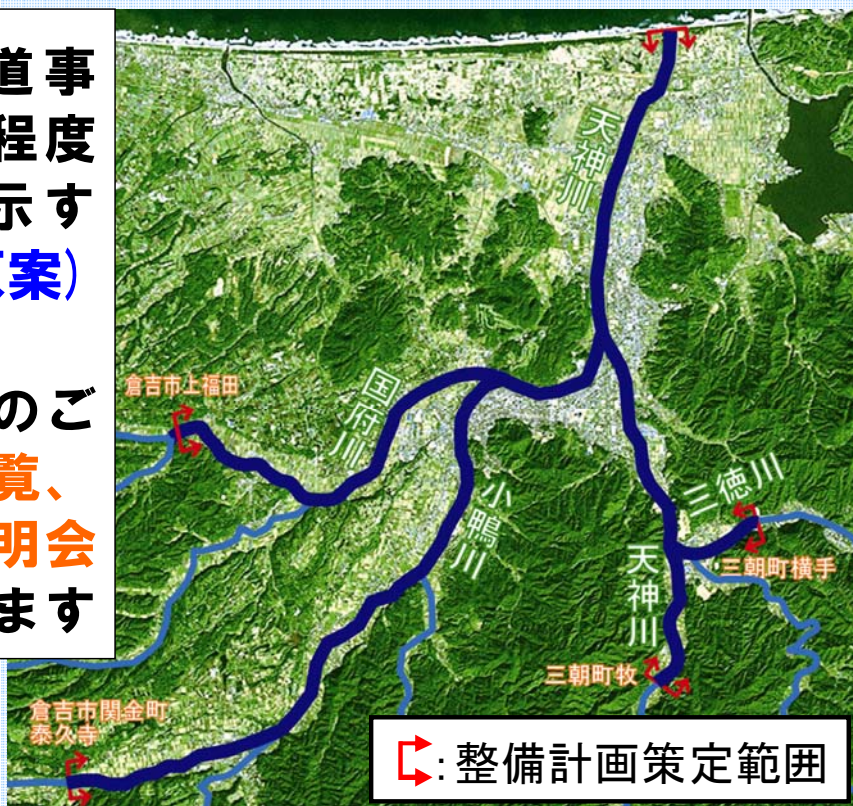 道事
程度
示す
案)
のご
覧、
明会
ます
天神川
倉吉市上福田
国府川
小鴨川
三徳川
三朝町横手
天神川
三朝町牧
倉吉市関金町
泰久寺
:整備計画策定範囲